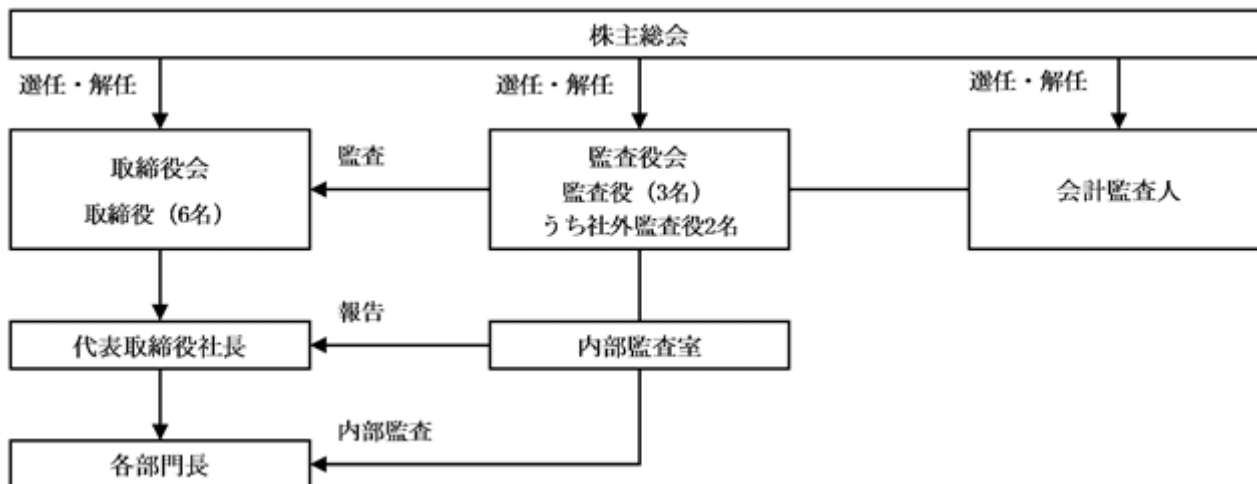 株主総会
選任・解任
選任・解任
選任・解任
取締役会
取締役（6名）
監査
監査役会
監査役（3名）
うち社外監査役2名
会計監査人
代表取締役社長
報告
内部監査室
内部監査
各部門長